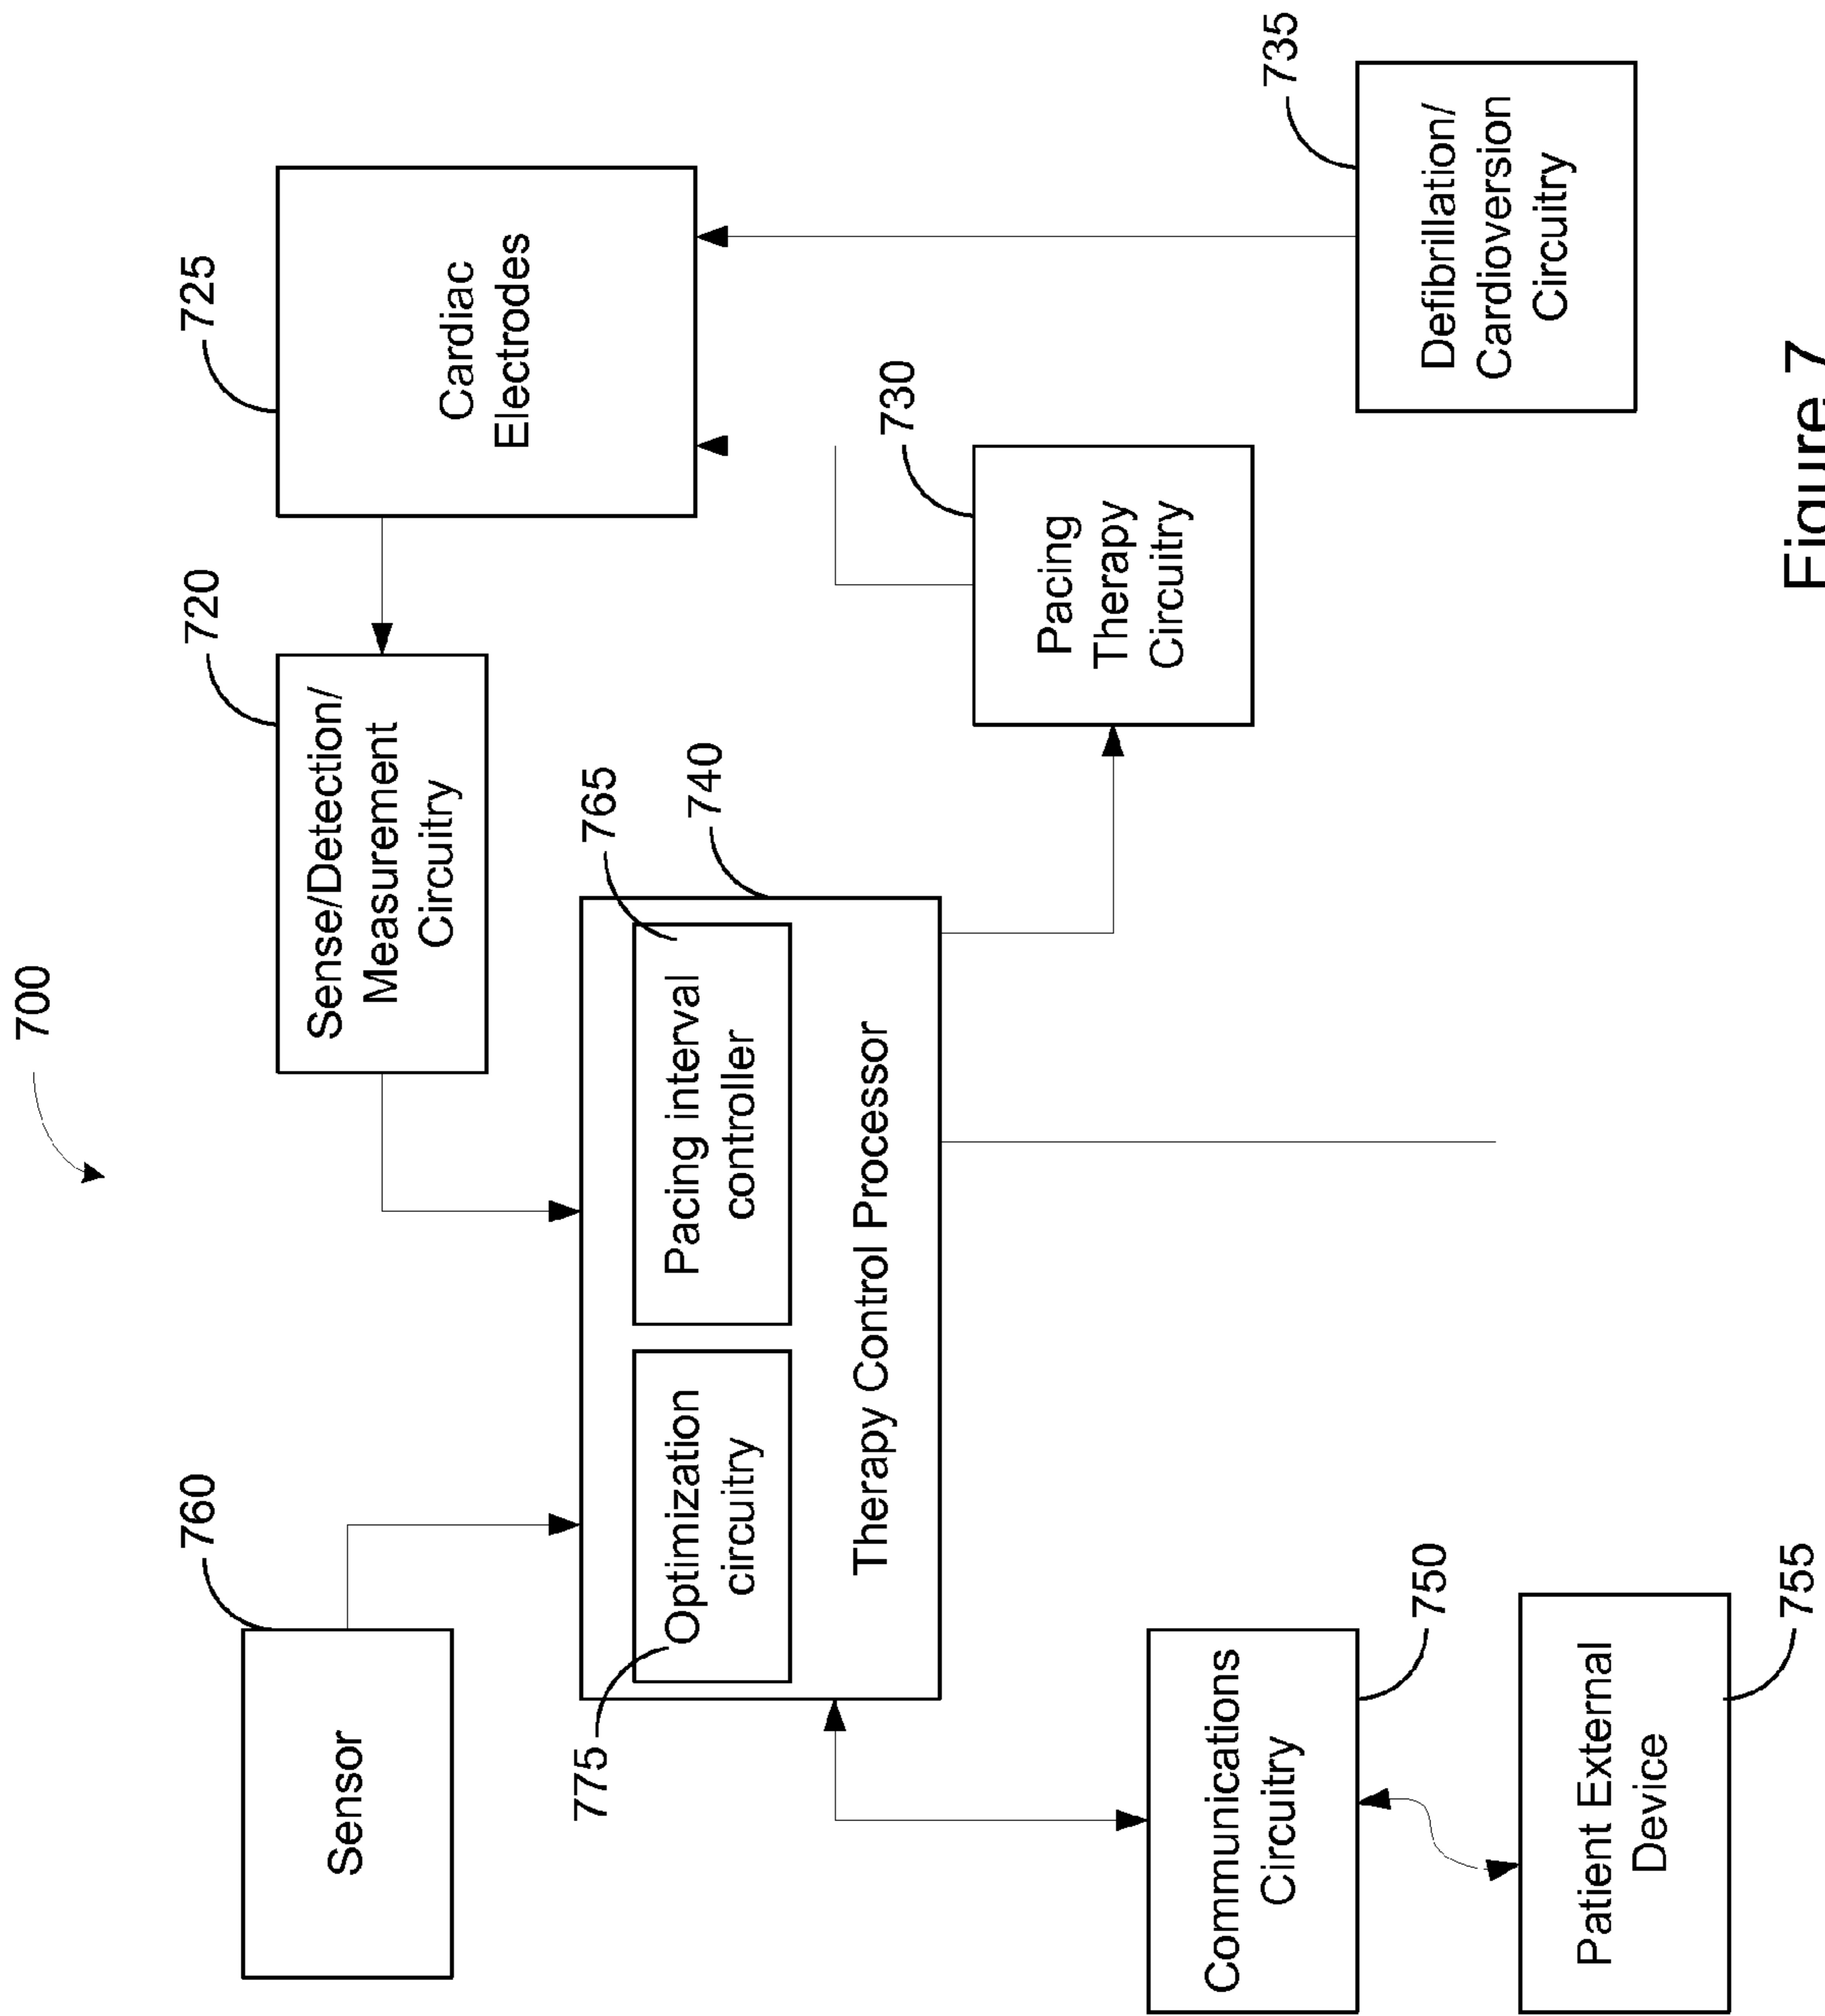 700
760
Sensor
720
Sense/Detection/
Measurement
Circuitry
725
Cardiac
Electrodes
775
Optimization
circuitry
765
Pacing interval
controller
740
Therapy Control Processor
730
Pacing
Therapy
Circuitry
735
Defibrillation/
Cardioversion
Circuitry
750
Communications
Circuitry
755
Patient External
Device
Figure 7